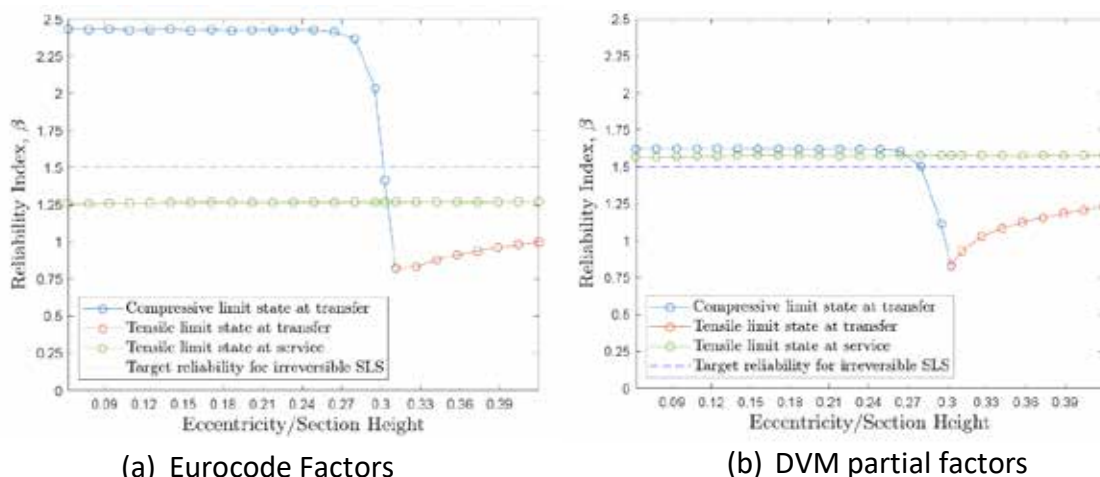 2.5
2.25
2
1.75
1.5
1.25
1
0.75
0.5
0.25
0
Reliability Index, β
Compressive limit state at transfer
Tensile limit state at transfer
Tensile limit state at service
Target reliability for irreversible SLS
0.09 0.12 0.15 0.18 0.21 0.24 0.27 0.3 0.33 0.36 0.39
Eccentricity/Section Height
(a) Eurocode Factors
2.5
2.25
2
1.75
1.5
1.25
1
0.75
0.5
0.25
0
Reliability Index, β
Compressive limit state at transfer
Tensile limit state at transfer
Tensile limit state at service
Target reliability for irreversible SLS
0.09 0.12 0.15 0.18 0.21 0.24 0.27 0.3 0.33 0.36 0.39
Eccentricity/Section Height
(b) DVM partial factors